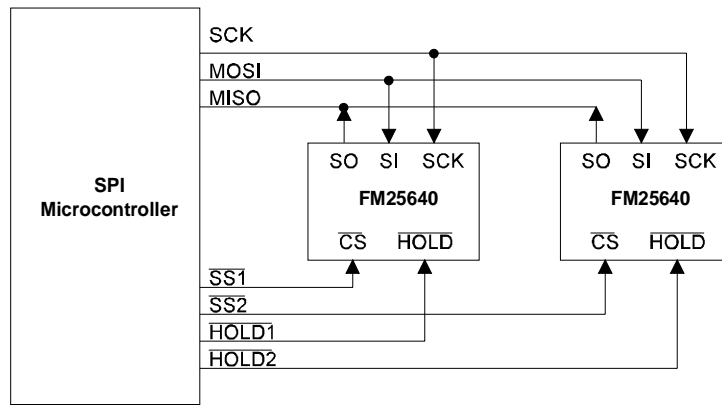 SCK
MOSI
MISO
SPI
Microcontroller
SO SI SCK
FM25640
CS HOLD
SO SI SCK
FM25640
CS HOLD
SS1
SS2
HOLD1
HOLD2